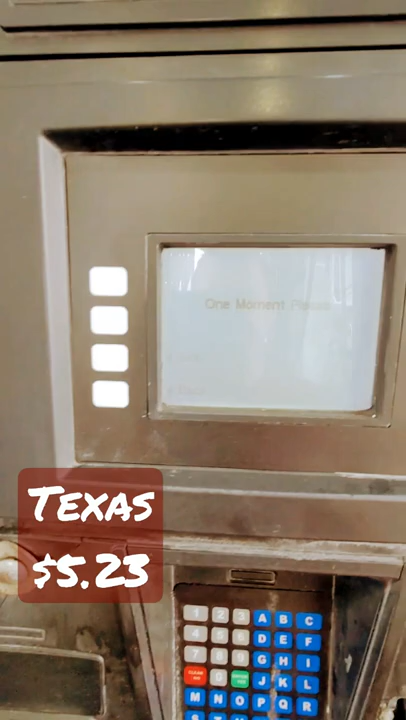 One Moment Please
Texas
$5.23
1 2 3 A B C
4 5 6 D E F
7 8 9 G H I
0 J K L
M N O P Q R